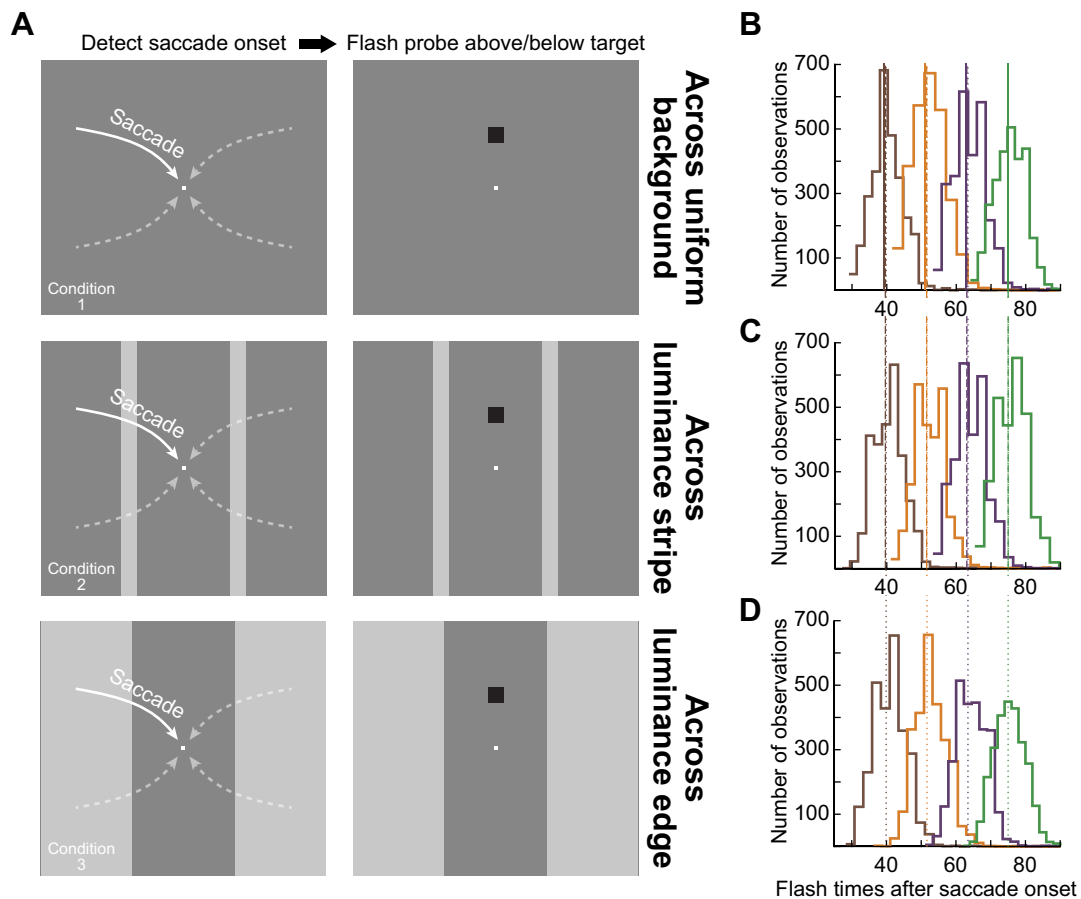 A
Detect saccade onset
Flash probe above/below target
Saccade
Condition
1
Across uniform
background
Saccade
Condition
2
Across
luminance stripe
Saccade
Condition
3
Across
luminance edge
B
Number of observations
700
500
300
100
40
60
80
C
Number of observations
700
500
300
100
40
60
80
D
Number of observations
700
500
300
100
40
60
80
Flash times after saccade onset